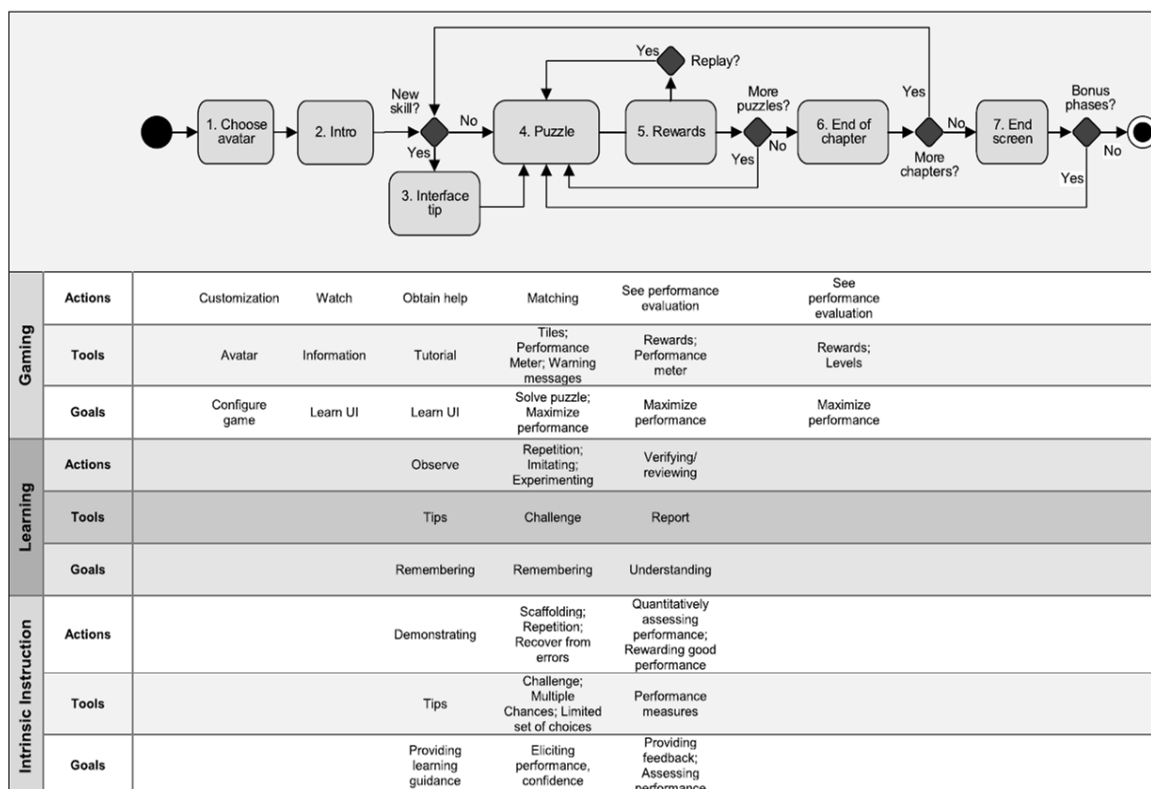 Yes
Replay?
New
skill?
More
puzzles?
Yes
Bonus
phases?
1. Choose
avatar
2. Intro
No
4. Puzzle
5. Rewards
6. End of
chapter
No
7. End
screen
Yes
Yes
No
More
chapters?
No
3. Interface
tip
Yes
Gaming
Actions
Customization
Watch
Obtain help
Matching
See performance
evaluation
See
performance
evaluation
Tools
Avatar
Information
Tutorial
Tiles;
Performance
Meter; Warning
messages
Rewards;
Performance
meter
Rewards;
Levels
Goals
Configure
game
Learn UI
Learn UI
Solve puzzle;
Maximize
performance
Maximize
performance
Maximize
performance
Learning
Actions
Observe
Repetition;
Imitating;
Experimenting
Verifying/
reviewing
Tools
Tips
Challenge
Report
Goals
Remembering
Remembering
Understanding
Intrinsic Instruction
Actions
Demonstrating
Scaffolding;
Repetition;
Recover from
errors
Quantitatively
assessing
performance;
Rewarding good
performance
Tools
Tips
Challenge;
Multiple
Chances; Limited
set of choices
Performance
measures
Goals
Providing
learning
guidance
Eliciting
performance,
confidence
Providing
feedback;
Assessing
performance